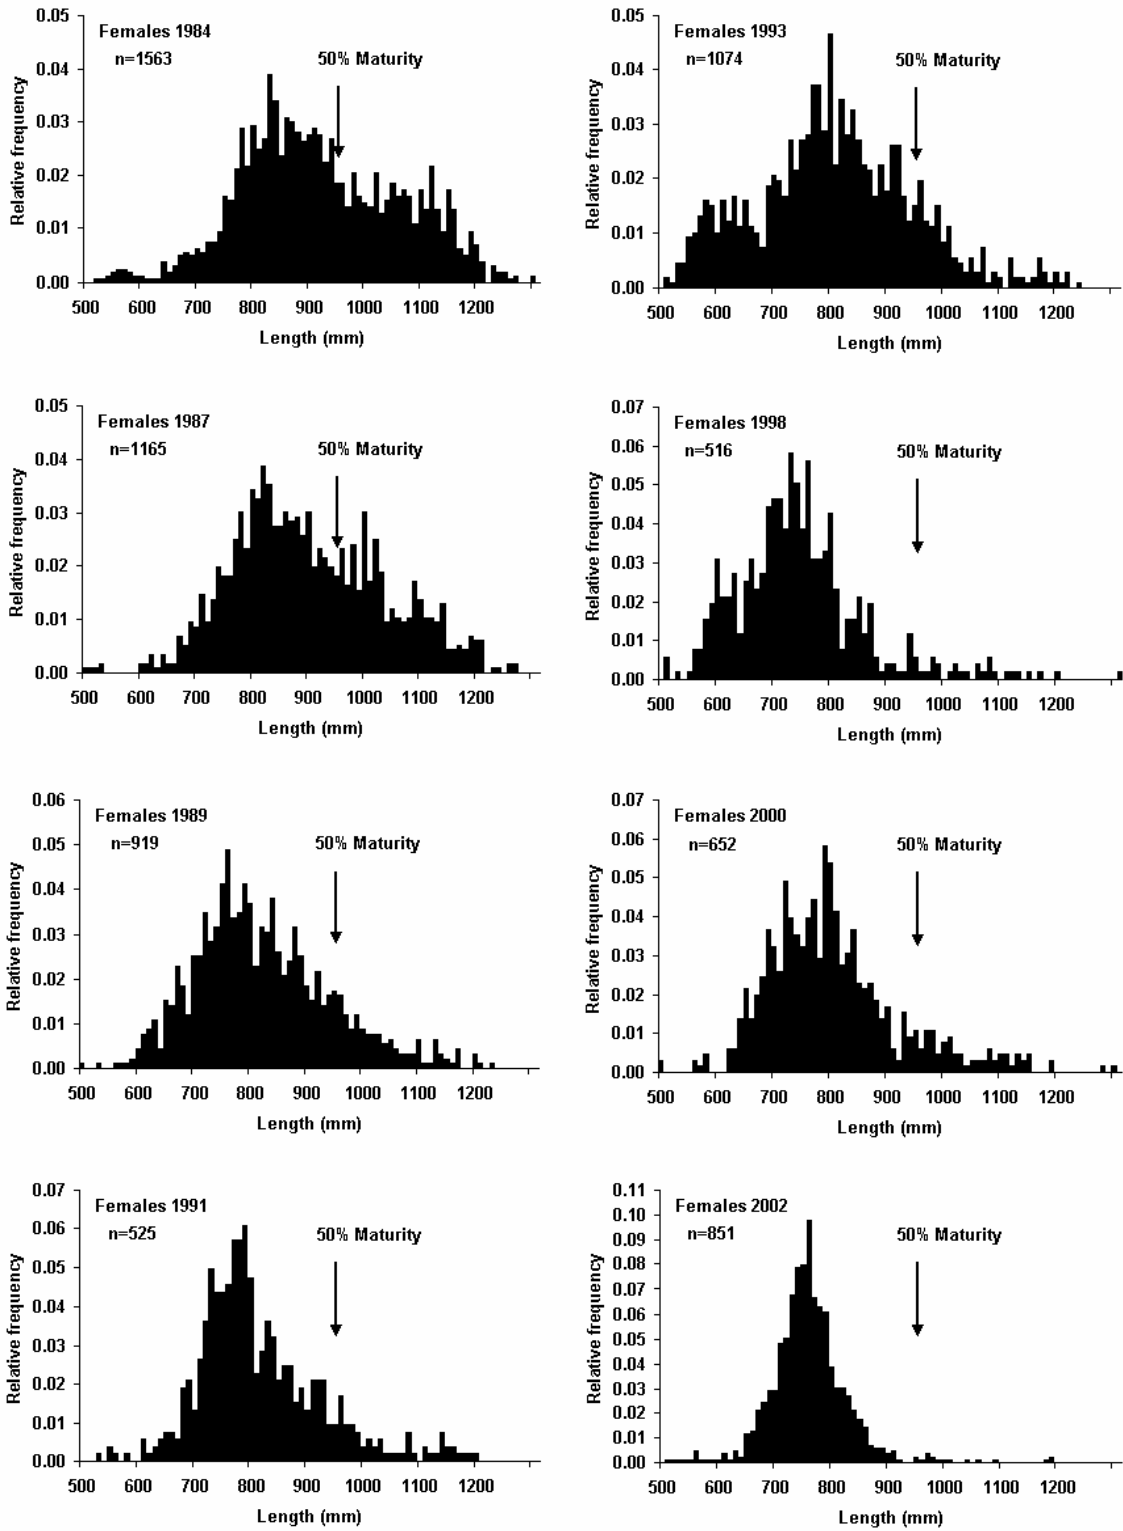 Females 1984
n=1563
50% Maturity
Relative frequency
0.05
0.04
0.03
0.02
0.01
0.00
500 600 700 800 900 1000 1100 1200
Length (mm)
Females 1993
n=1074
50% Maturity
Relative frequency
0.05
0.04
0.03
0.02
0.01
0.00
500 600 700 800 900 1000 1100 1200
Length (mm)
Females 1987
n=1165
50% Maturity
Relative frequency
0.05
0.04
0.03
0.02
0.01
0.00
500 600 700 800 900 1000 1100 1200
Length (mm)
Females 1998
n=516
50% Maturity
Relative frequency
0.07
0.06
0.05
0.04
0.03
0.02
0.01
0.00
500 600 700 800 900 1000 1100 1200
Length (mm)
Females 1989
n=919
50% Maturity
Relative frequency
0.06
0.05
0.04
0.03
0.02
0.01
0.00
500 600 700 800 900 1000 1100 1200
Length (mm)
Females 2000
n=652
50% Maturity
Relative frequency
0.07
0.06
0.05
0.04
0.03
0.02
0.01
0.00
500 600 700 800 900 1000 1100 1200
Length (mm)
Females 1991
n=525
50% Maturity
Relative frequency
0.07
0.06
0.05
0.04
0.03
0.02
0.01
0.00
500 600 700 800 900 1000 1100 1200
Length (mm)
Females 2002
n=851
50% Maturity
Relative frequency
0.11
0.10
0.09
0.08
0.07
0.06
0.05
0.04
0.03
0.02
0.01
0.00
500 600 700 800 900 1000 1100 1200
Length (mm)